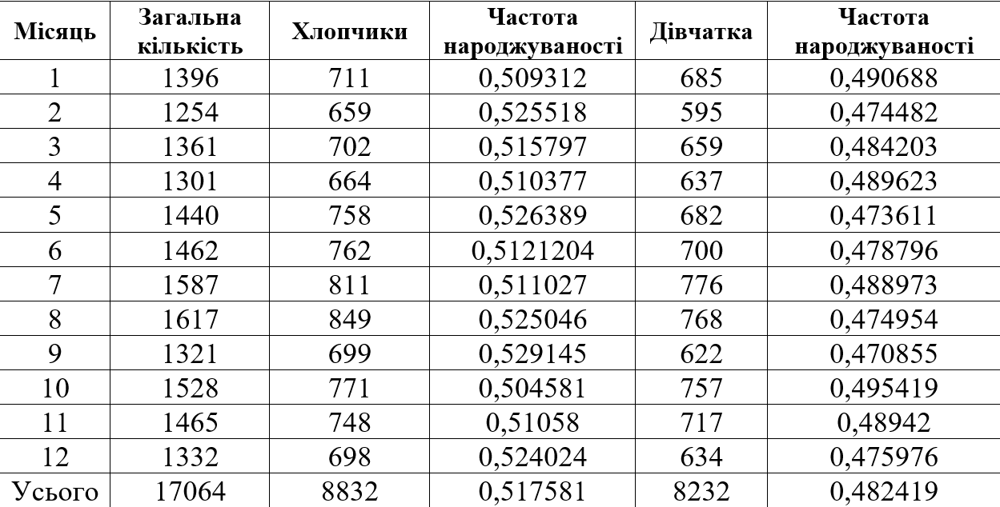 Місяць Загальна кількість Хлопчики Частота народжуваності Дівчатка Частота народжуваності
1 1396 711 0,509312 685 0,490688
2 1254 659 0,525518 595 0,474482
3 1361 702 0,515797 659 0,484203
4 1301 664 0,510377 637 0,489623
5 1440 758 0,526389 682 0,473611
6 1462 762 0,5121204 700 0,478796
7 1587 811 0,511027 776 0,488973
8 1617 849 0,525046 768 0,474954
9 1321 699 0,529145 622 0,470855
10 1528 771 0,504581 757 0,495419
11 1465 748 0,51058 717 0,48942
12 1332 698 0,524024 634 0,475976
Усього 17064 8832 0,517581 8232 0,482419